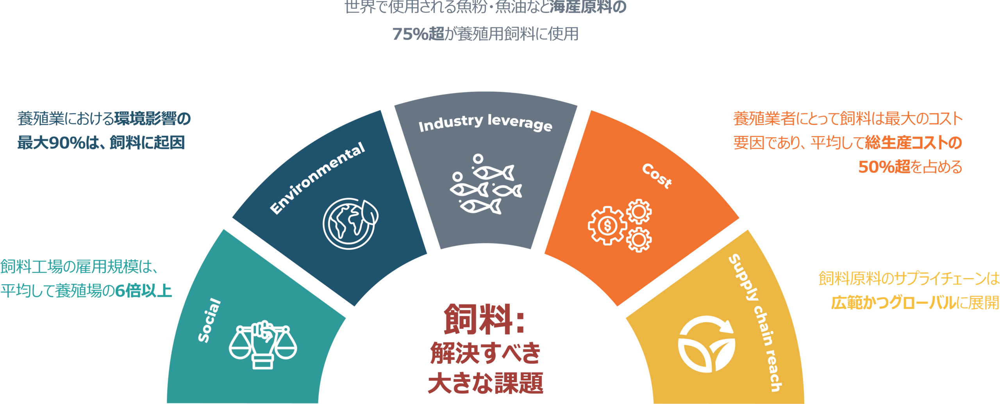 世界で使用される魚粉・魚油など海産原料の
75%超が養殖用飼料に使用
養殖業における環境影響の
最大90%は、飼料に起因
養殖業者にとって飼料は最大のコスト
要因であり、平均して総生産コストの
50%超を占める
飼料工場の雇用規模は、
平均して養殖場の6倍以上
飼料原料のサプライチェーンは
広範かつグローバルに展開
Social
Environmental
Industry leverage
Cost
$
Supply chain reach
飼料:
解決すべき
大きな課題